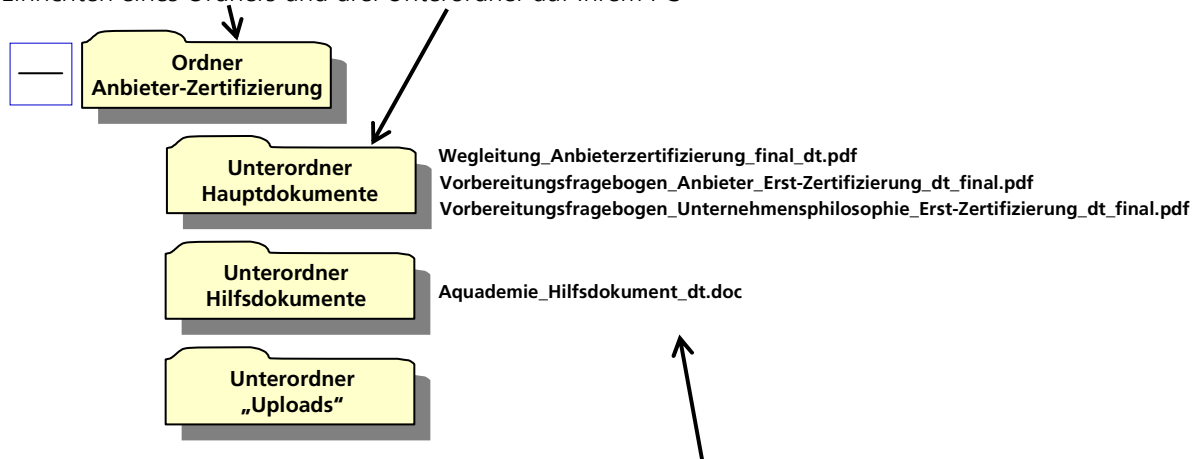 Einrichten eines Ordners und drei Unterordner auf Ihrem PC
Ordner
Anbieter-Zertifizierung
Unterordner
Hauptdokumente
Wegleitung_Anbieterzertifizierung_final_dt.pdf
Vorbereitungsfragebogen_Anbieter_Erst-Zertifizierung_dt_final.pdf
Vorbereitungsfragebogen_Unternehmensphilosophie_Erst-Zertifizierung_dt_final.pdf
Unterordner
Hilfsdokumente
Aquademie_Hilfsdokument_dt.doc
Unterordner
„Uploads“